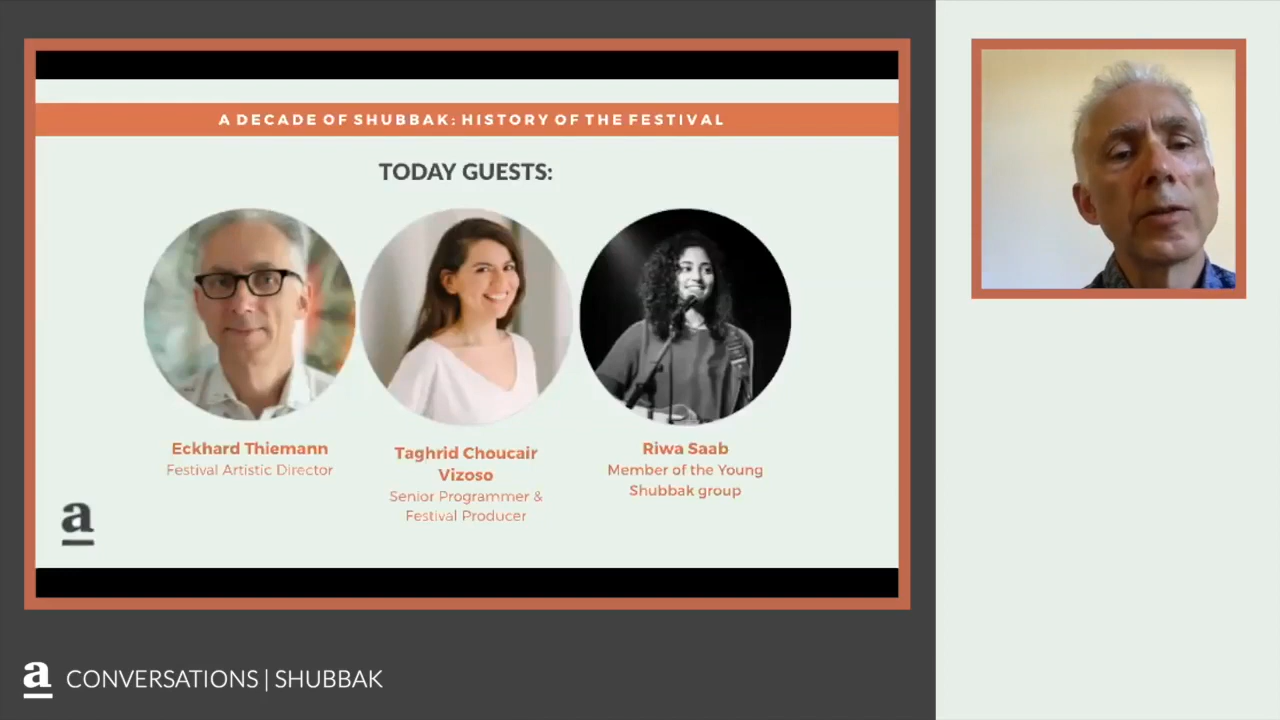 A DECADE OF SHUBBAK: HISTORY OF THE FESTIVAL
TODAY GUESTS:
Eckhard Thiemann
Festival Artistic Director
Taghrid Choucair
Vizoso
Senior Programmer &
Festival Producer
Riwa Saab
Member of the Young
Shubbak group
a
a CONVERSATIONS | SHUBBAK